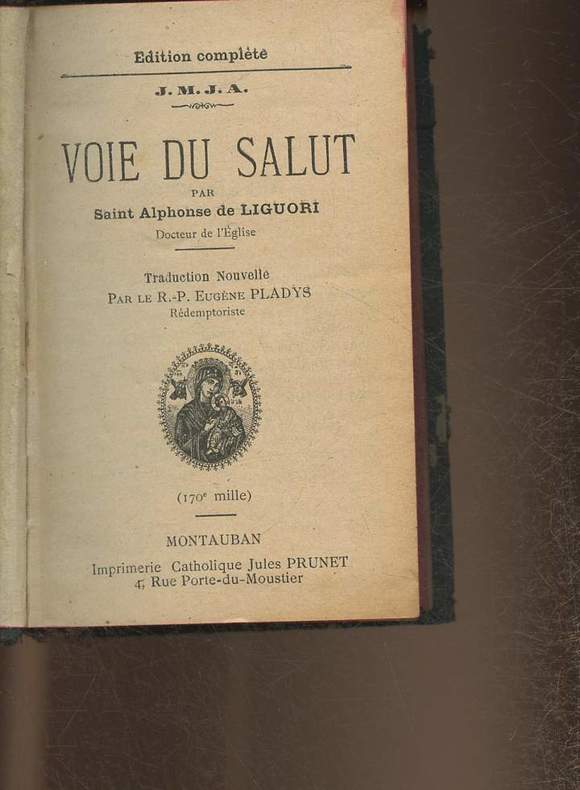 Edition complète
J. M. J. A.
VOIE DU SALUT
PAR
Saint Alphonse de LIGUORI
Docteur de l'Église
Traduction Nouvelle
PAR LE R.-P. EUGÈNE PLADYS
Rédemptoriste
(170e mille)
MONTAUBAN
Imprimerie Catholique Jules PRUNET
4, Rue Porte-du-Moustier